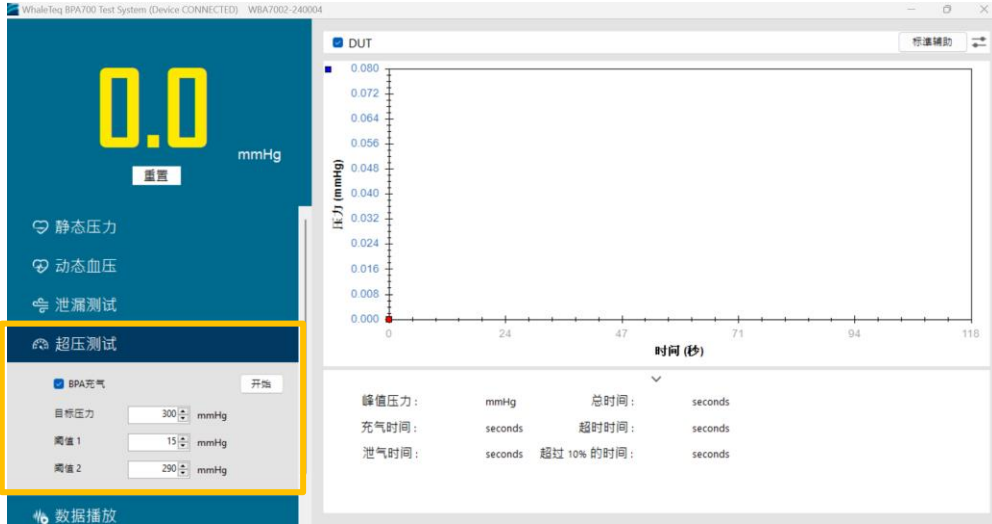 WhaleTeq BPA700 Test System (Device CONNECTED) WBA7002-240004
0.0
mmHg
重置
静态压力
动态血压
泄漏测试
超压测试
BPA充气 开始
目标压力 300 mmHg
阈值 1 15 mmHg
阈值 2 290 mmHg
数据播放
DUT 标準辅助
0.080
0.072
0.064
0.056
0.048
0.040
0.032
0.024
0.016
0.008
0.000
压力 (mmHg)
0 24 47 71 94 118
时间 (秒)
峰值压力 : mmHg 总时间 : seconds
充气时间 : seconds 超时时间 : seconds
泄气时间 : seconds 超过 10% 的时间 : seconds